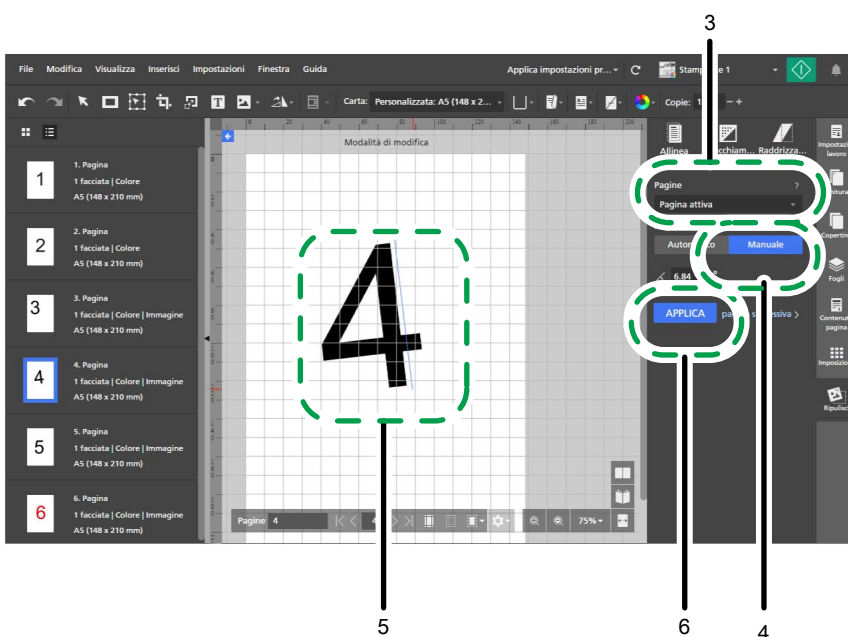 3
File Modifica Visualizza Inserisci Impostazioni Finestra Guida Applica impostazioni pr...
Carta: Personalizzata: A5 (148 x 2... Copie:
Modalità di modifica
1
1. Pagina
1 facciata | Colore
A5 (148 x 210 mm)
2
2. Pagina
1 facciata | Colore
A5 (148 x 210 mm)
3
3. Pagina
1 facciata | Colore | Immagine
A5 (148 x 210 mm)
4
4. Pagina
1 facciata | Colore | Immagine
A5 (148 x 210 mm)
5
5. Pagina
1 facciata | Colore | Immagine
A5 (148 x 210 mm)
6
6. Pagina
1 facciata | Colore | Immagine
A5 (148 x 210 mm)
4
Pagine 4
75%
Allinea Raddrizza...
Pagine ?
Pagina attiva
Manuale
6.84 °
APPLICA
Fogli
pagina
5
6
4